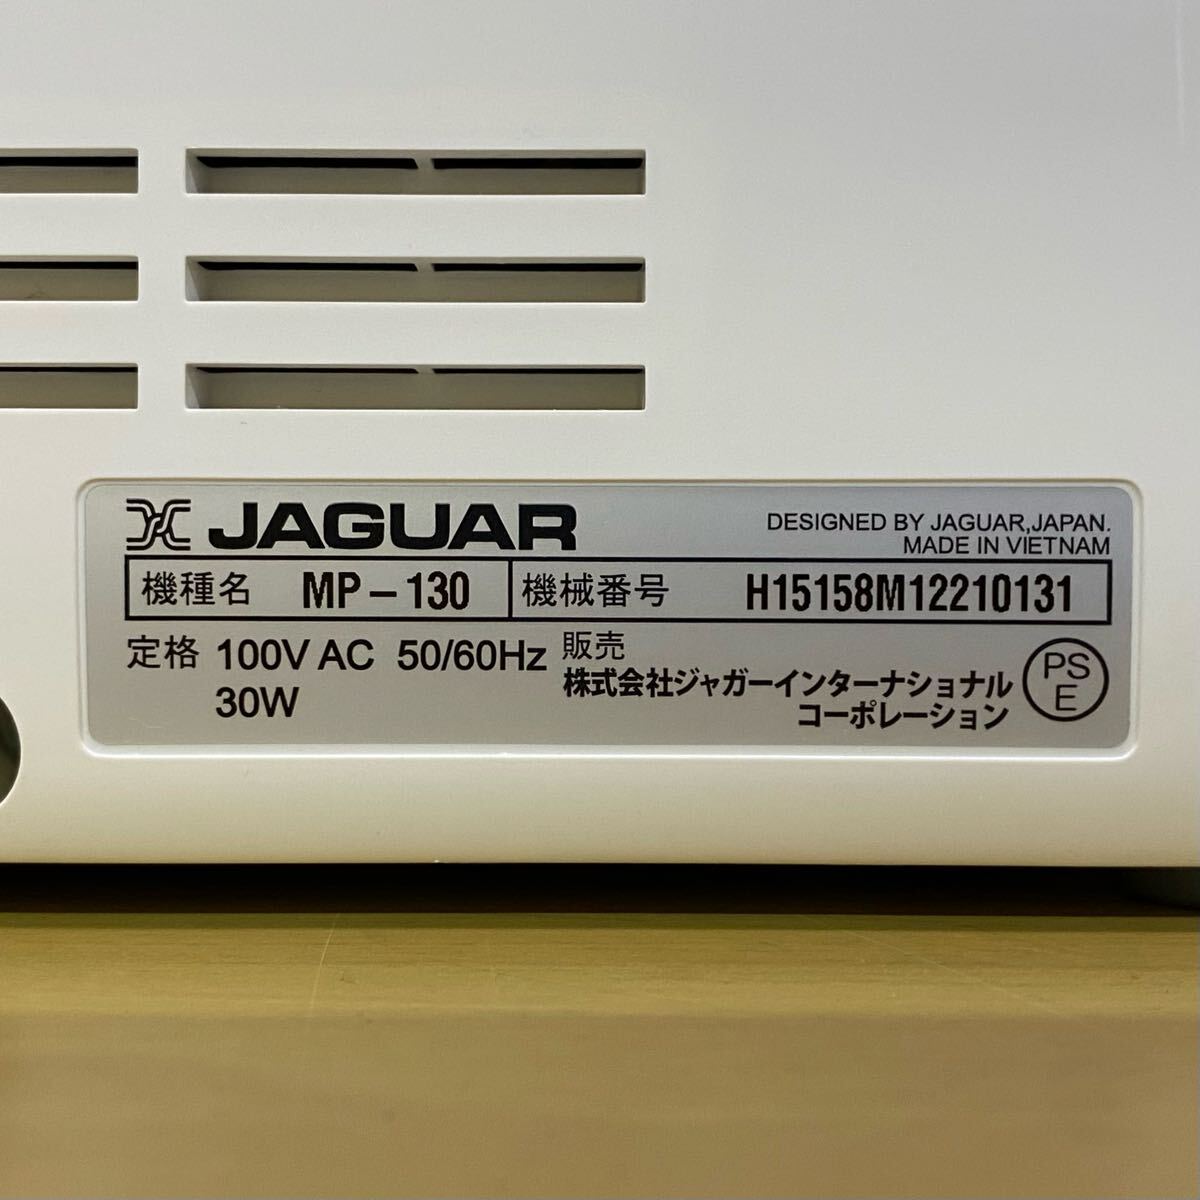 JAGUAR
DESIGNED BY JAGUAR,JAPAN.
MADE IN VIETNAM
機種名 MP-130 機械番号 H15158M12210131
定格 100V AC 50/60Hz
30W
販売
株式会社ジャガーインターナショナル
コーポレーション
PS
E